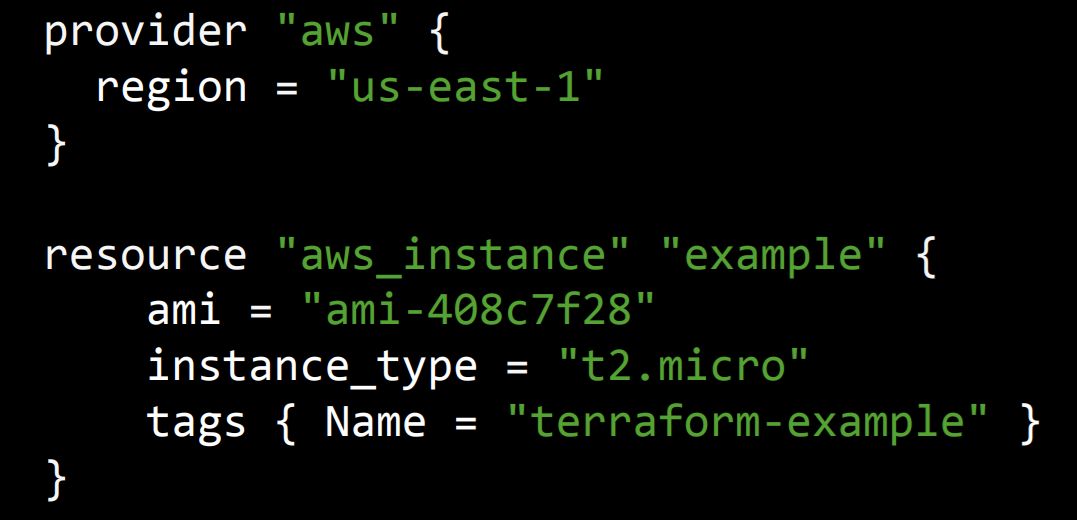 provider "aws" {
  region = "us-east-1"
}
resource "aws_instance" "example" {
    ami = "ami-408c7f28"
    instance_type = "t2.micro"
    tags { Name = "terraform-example" }
}